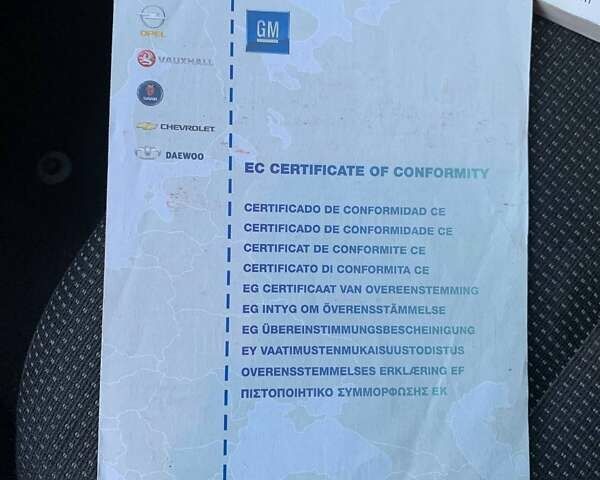 OPEL
VAUXHALL
CHEVROLET
DAEWOO
GM
EC CERTIFICATE OF CONFORMITY
CERTIFICADO DE CONFORMIDAD CE
CERTIFICADO DE CONFORMIDADE CE
CERTIFICAT DE CONFORMITE CE
CERTIFICATO DI CONFORMITA CE
EG CERTIFICAAT VAN OVEREENSTEMMING
EG INTYG OM ÖVERENSSTÄMMELSE
EG ÜBEREINSTIMMUNGSBESCHEINIGUNG
EY VAATIMUSTENMUKAISUUSTODISTUS
OVERENSSTEMMELSES ERKLÆRING EF
ΠΙΣΤΟΠΟΙΗΤΙΚΟ ΣΥΜΜΟΡΦΩΣΗΣ ΕΚ